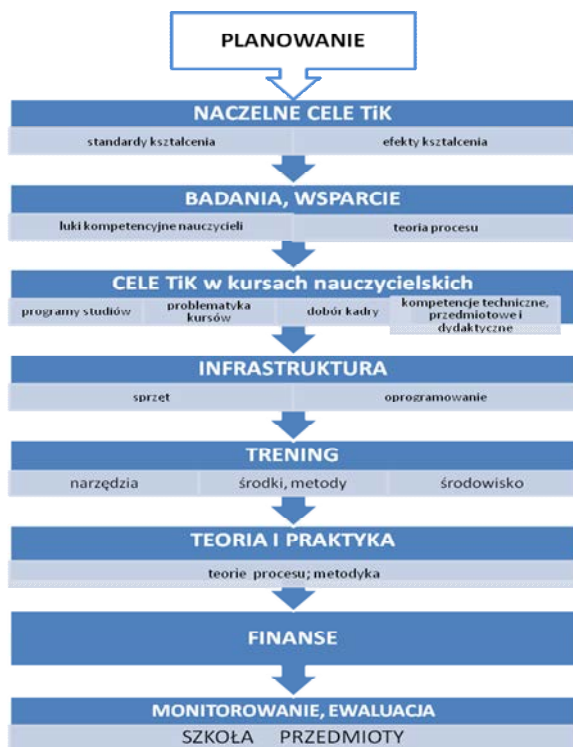 PLANOWANIE
NACZELNE CELE TiK
standardy kształcenia efekty kształcenia
BADANIA, WSPARCIE
luki kompetencyjne nauczycieli teoria procesu
CELE TiK w kursach nauczycielskich
programy studiów problematyka kursów dobór kadry kompetencje techniczne, przedmiotowe i dydaktyczne
INFRASTRUKTURA
sprzęt oprogramowanie
TRENING
narzędzia środki, metody środowisko
TEORIA I PRAKTYKA
teorie procesu; metodyka
FINANSE
MONITOROWANIE, EWALUACJA
SZKOŁA PRZEDMIOTY